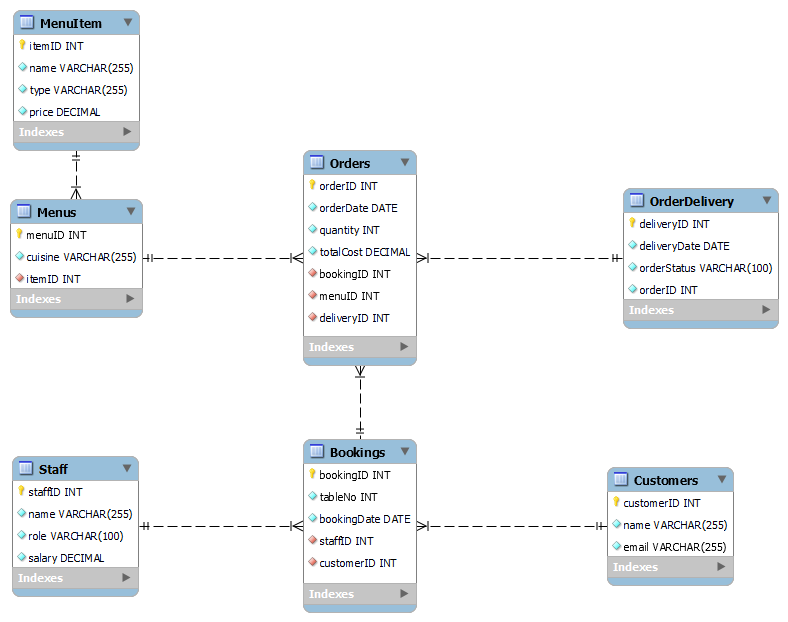 MenuItem
itemID INT
name VARCHAR(255)
type VARCHAR(255)
price DECIMAL
Indexes
Menus
menuID INT
cuisine VARCHAR(255)
itemID INT
Indexes
Orders
orderID INT
orderDate DATE
quantity INT
totalCost DECIMAL
bookingID INT
menuID INT
deliveryID INT
Indexes
OrderDelivery
deliveryID INT
deliveryDate DATE
orderStatus VARCHAR(100)
orderID INT
Indexes
Staff
staffID INT
name VARCHAR(255)
role VARCHAR(100)
salary DECIMAL
Indexes
Bookings
bookingID INT
tableNo INT
bookingDate DATE
staffID INT
customerID INT
Indexes
Customers
customerID INT
name VARCHAR(255)
email VARCHAR(255)
Indexes